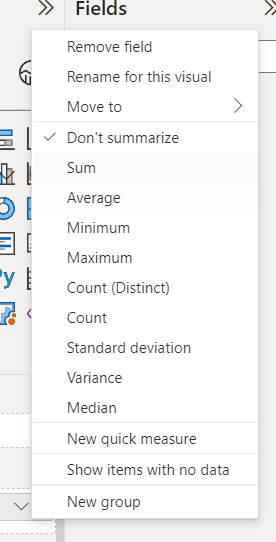 Fields
Remove field
Rename for this visual
Move to
Don't summarize
Sum
Average
Minimum
Maximum
Count (Distinct)
Count
Standard deviation
Variance
Median
New quick measure
Show items with no data
New group